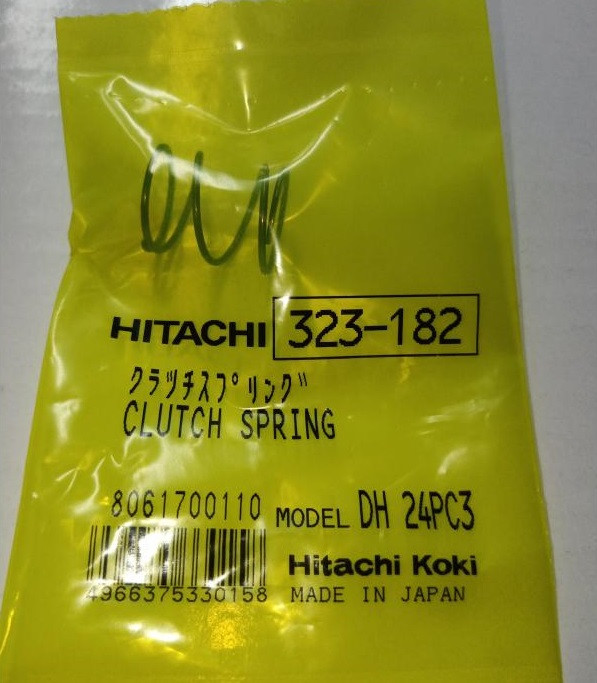 HITACHI 323-182
クラツチスプリング
CLUTCH SPRING
8061700110 MODEL DH 24PC3
4966375330158
Hitachi Koki
MADE IN JAPAN